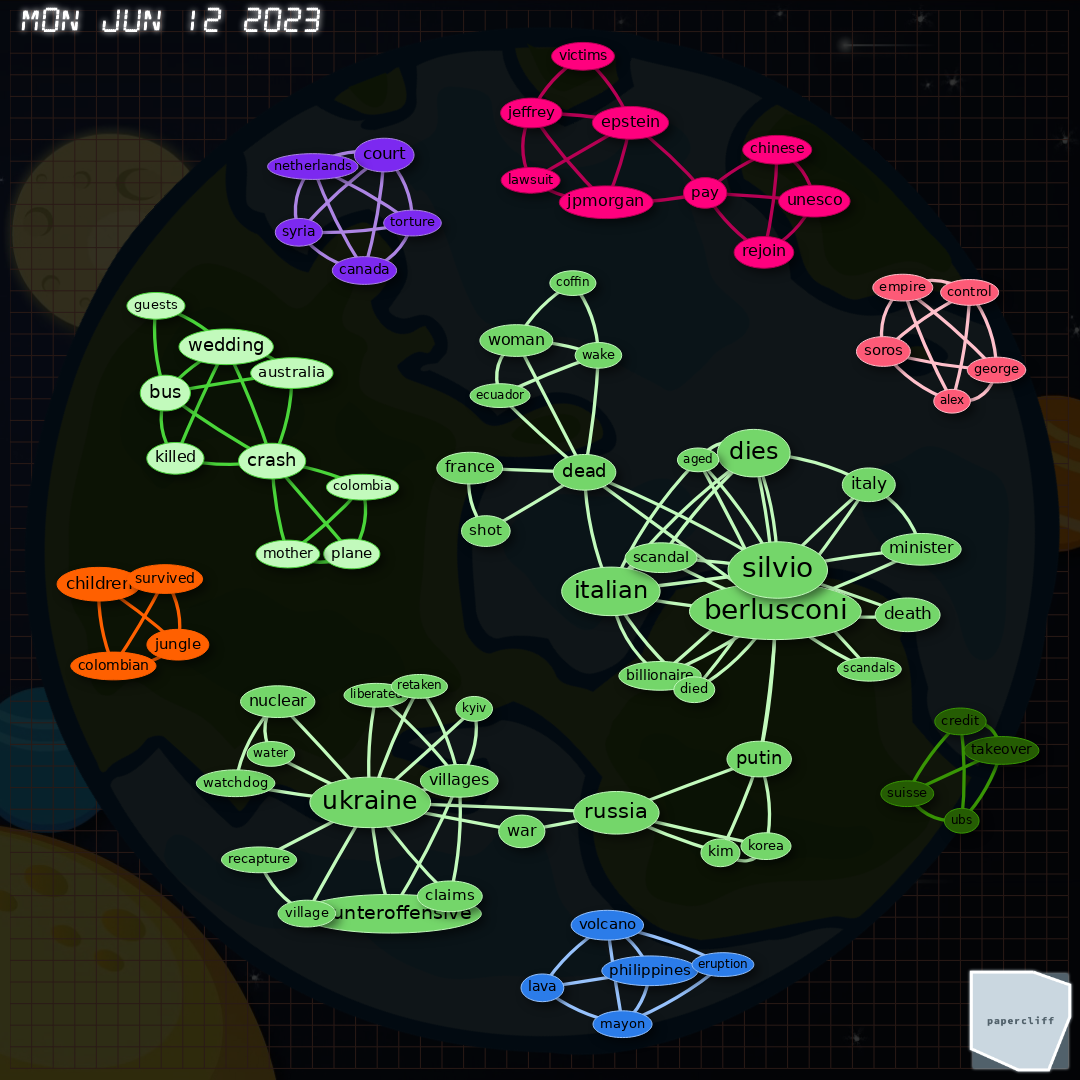 MON JUN 12 2023
victims
jeffrey
epstein
lawsuit
jpmorgan
pay
chinese
unesco
rejoin
netherlands
court
syria
torture
canada
empire
control
soros
george
alex
guests
wedding
australia
bus
killed
crash
colombia
mother
plane
coffin
woman
wake
ecuador
france
dead
shot
aged
dies
italy
scandal
silvio
minister
italian
berlusconi
death
billionaire
died
scandals
children
survived
jungle
colombian
nuclear
liberated
retaken
kyiv
water
watchdog
villages
ukraine
war
russia
putin
kim
korea
recapture
claims
village
unteroffensive
credit
takeover
suisse
ubs
volcano
philippines
eruption
lava
mayon
papercliff